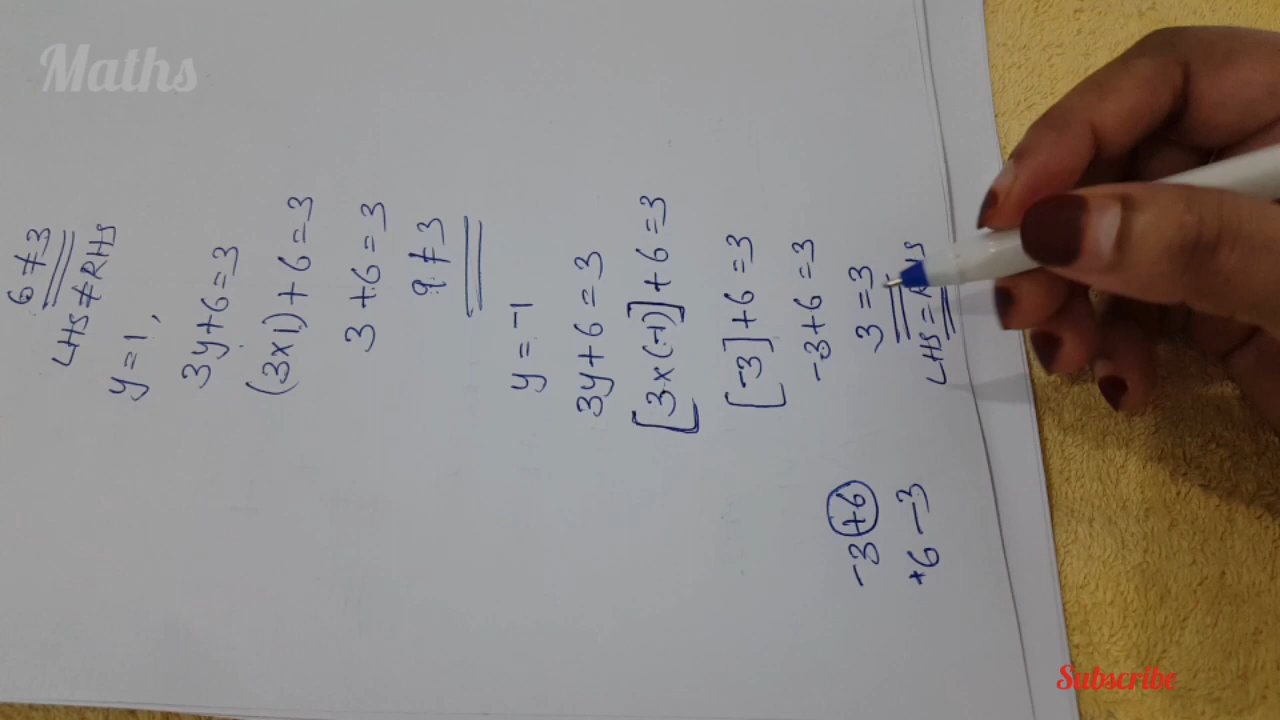 Maths
6 ≠ 3
LHS ≠ RHS
y = 1,
3y + 6 = 3
(3 x 1) + 6 = 3
3 + 6 = 3
9 ≠ 3
y = -1
3y + 6 = 3
[3 x (-1)] + 6 = 3
[-3] + 6 = 3
-3 + 6 = 3
3 = 3
LHS = RHS
-3 +6
+6 -3
Subscribe